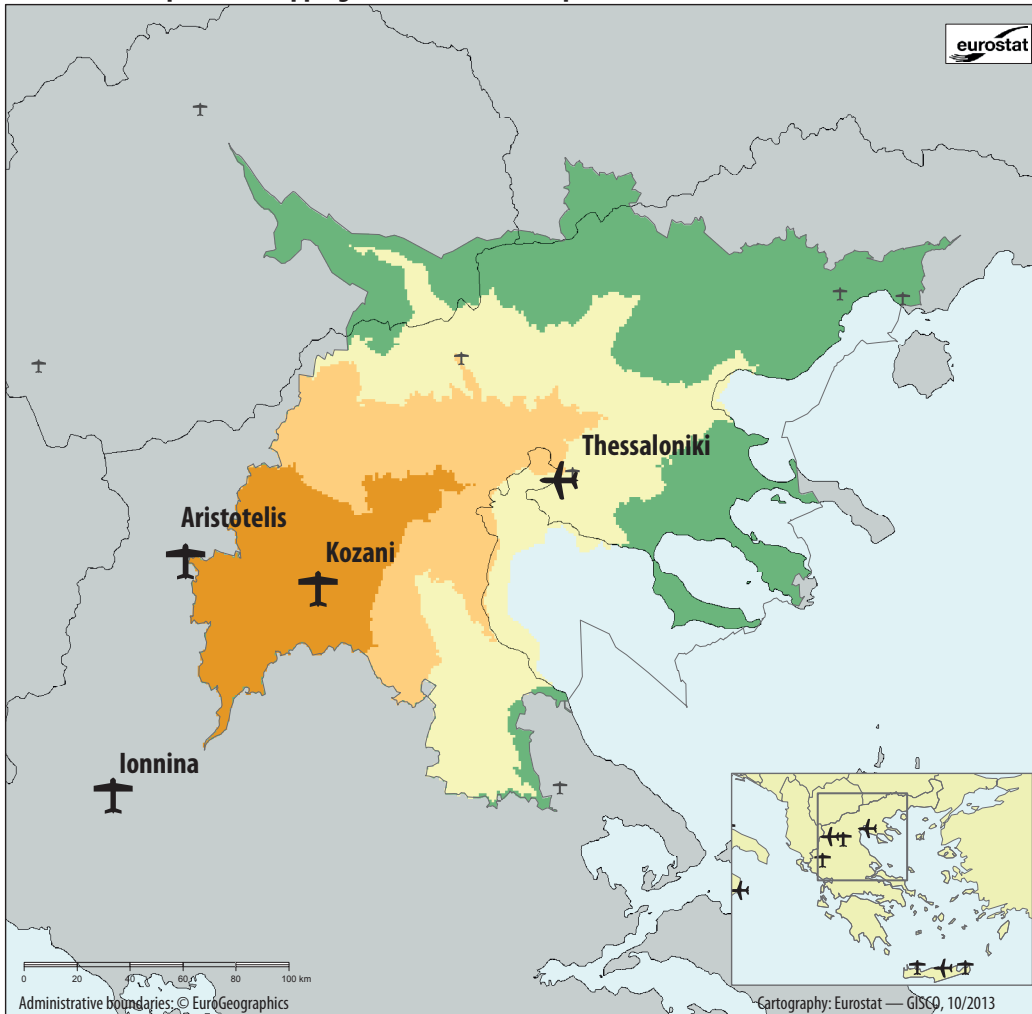 eurostat
Thessaloniki
Aristotelis
Kozani
Ionnina
0 20 40 60 80 100 km
Administrative boundaries: © EuroGeographics
Cartography: Eurostat — GISCO, 10/2013